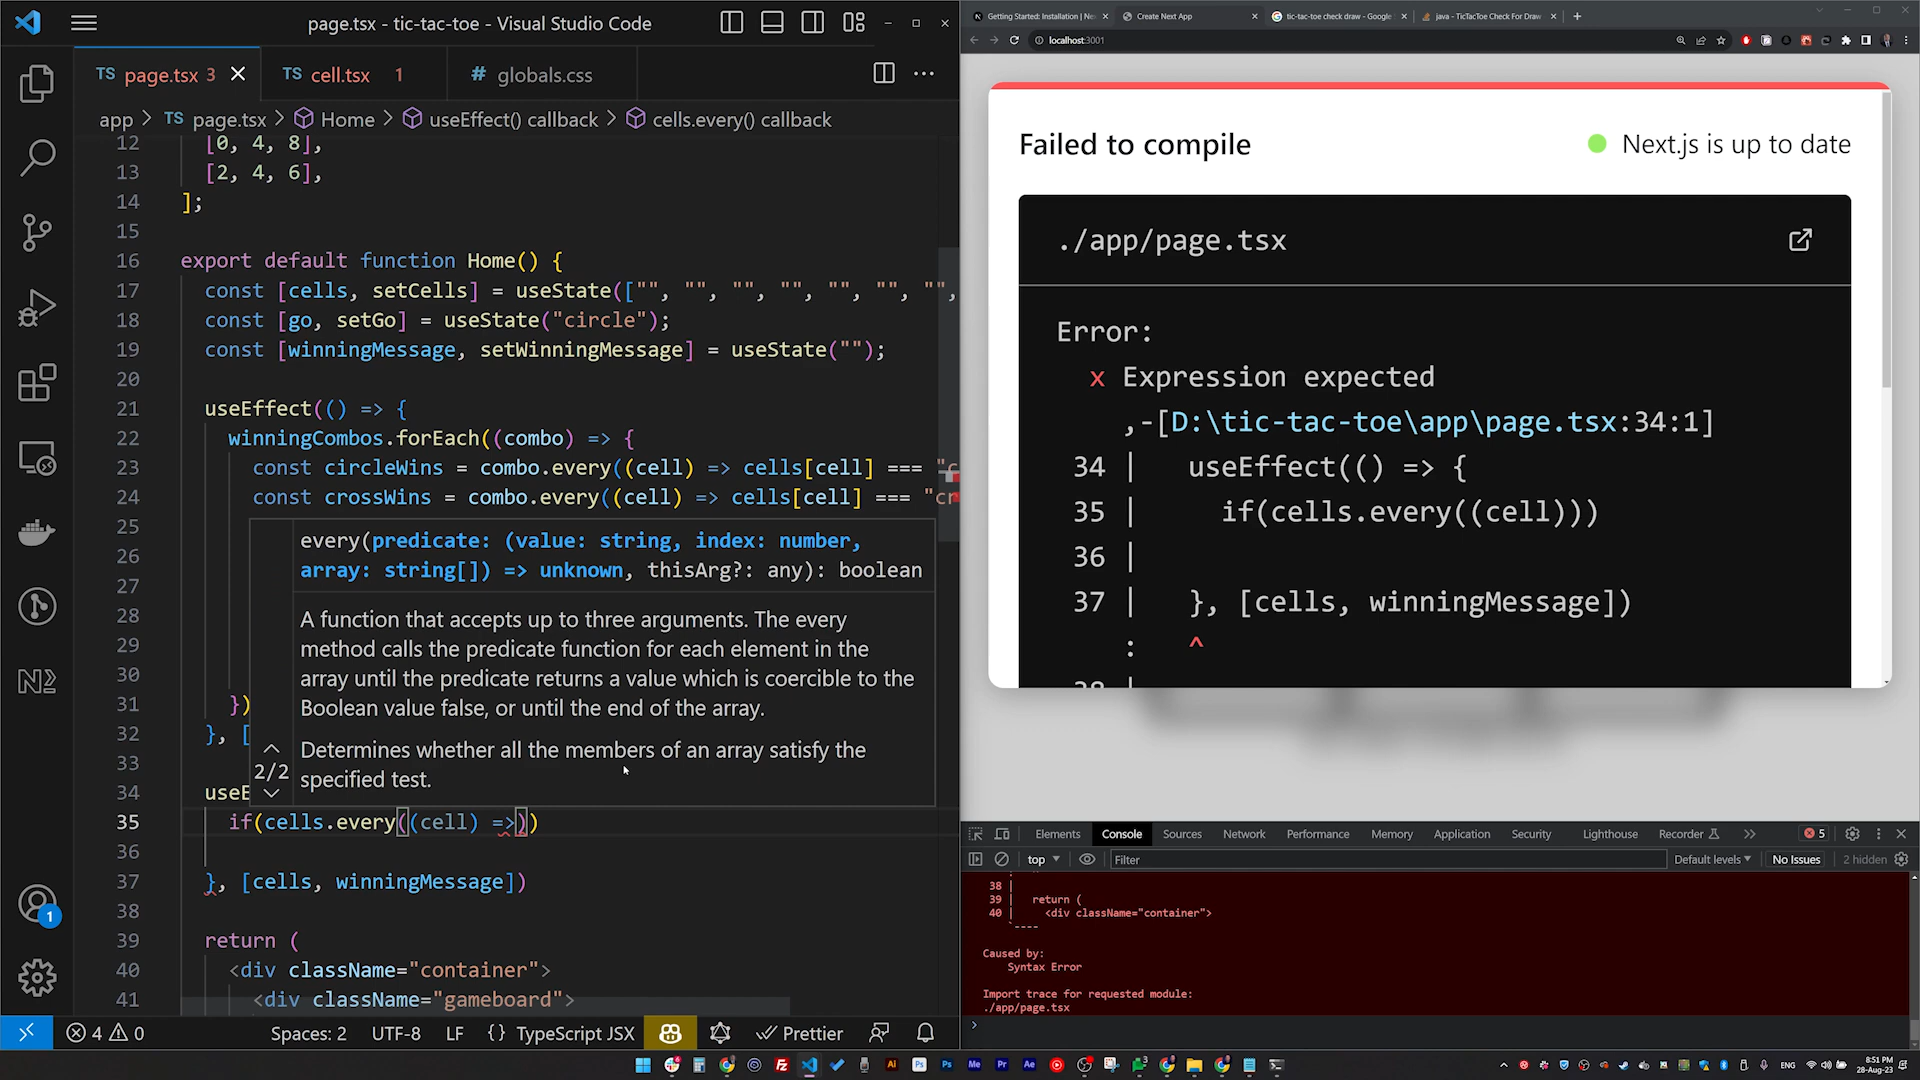 page.tsx - tic-tac-toe - Visual Studio Code
TS page.tsx 3
TS cell.tsx 1
# globals.css
app > TS page.tsx > Home > useEffect() callback > cells.every() callback
12 [0, 4, 8],
13 [2, 4, 6],
14 ];
15
16 export default function Home() {
17 const [cells, setCells] = useState(["", "", "", "", "", "", "",
18 const [go, setGo] = useState("circle");
19 const [winningMessage, setWinningMessage] = useState("");
20
21 useEffect(() => {
22 winningCombos.forEach((combo) => {
23 const circleWins = combo.every((cell) => cells[cell] === "c
24 const crossWins = combo.every((cell) => cells[cell] === "cr
25
26
27
28
29
30
31 })
32 }, [
33
34 useE
35 if(cells.every((cell) =>))
36
37 }, [cells, winningMessage])
38
39 return (
40 <div className="container">
41 <div className="gameboard">
every(predicate: (value: string, index: number,
array: string[]) => unknown, thisArg?: any): boolean
A function that accepts up to three arguments. The every
method calls the predicate function for each element in the
array until the predicate returns a value which is coercible to the
Boolean value false, or until the end of the array.
Determines whether all the members of an array satisfy the
specified test.
2/2
1
4 0
Spaces: 2
UTF-8
LF
{ } TypeScript JSX
Prettier
Getting Started: Installation | Ne
Create Next App
tic-tac-toe check draw - Google
java - TicTacToe Check For Draw
localhost:3001
Failed to compile
Next.js is up to date
./app/page.tsx
Error:
x Expression expected
,-[D:\tic-tac-toe\app\page.tsx:34:1]
34 | useEffect(() => {
35 | if(cells.every((cell)))
36 |
37 | }, [cells, winningMessage])
: ^
38 |
Elements
Console
Sources
Network
Performance
Memory
Application
Security
Lighthouse
Recorder
5
top
Filter
Default levels
No Issues
2 hidden
38 |
39 | return (
40 | <div className="container">
`----
Caused by:
Syntax Error
Import trace for requested module:
./app/page.tsx
>
ENG
8:51 PM
28-Aug-23